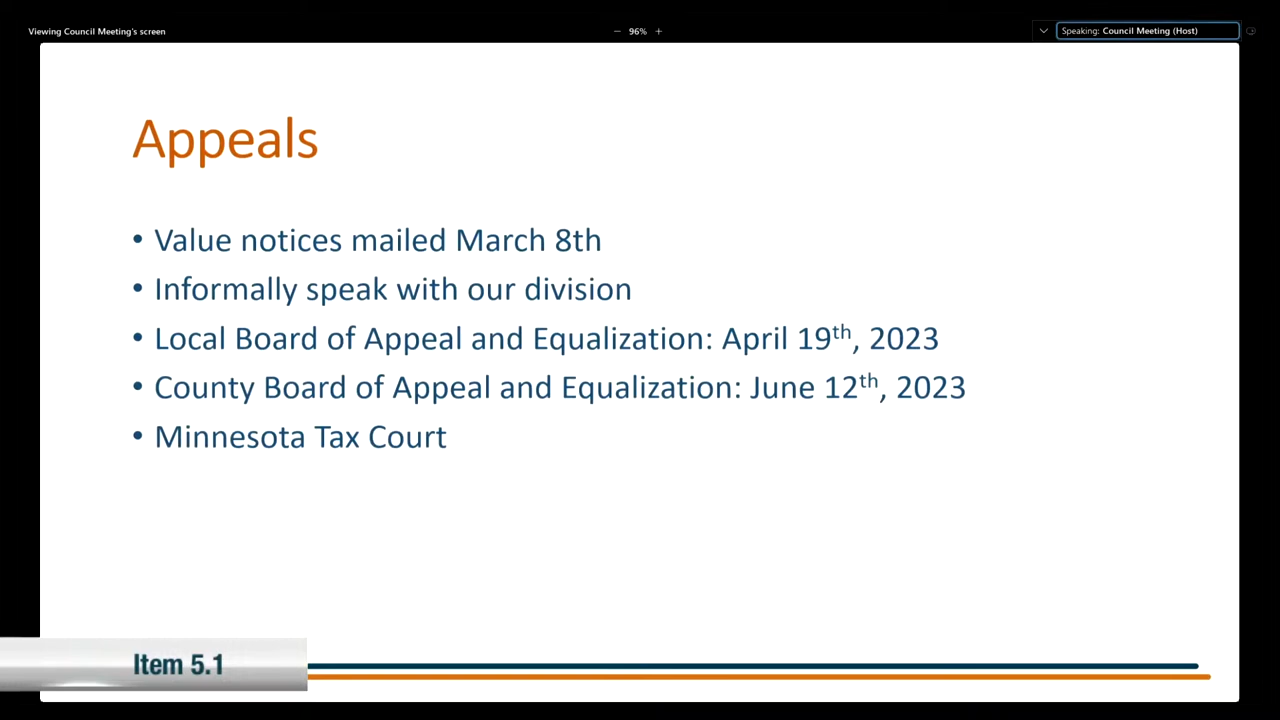 Viewing Council Meeting's screen
− 96% +
Speaking: Council Meeting (Host)
Appeals
• Value notices mailed March 8th
• Informally speak with our division
• Local Board of Appeal and Equalization: April 19th, 2023
• County Board of Appeal and Equalization: June 12th, 2023
• Minnesota Tax Court
Item 5.1